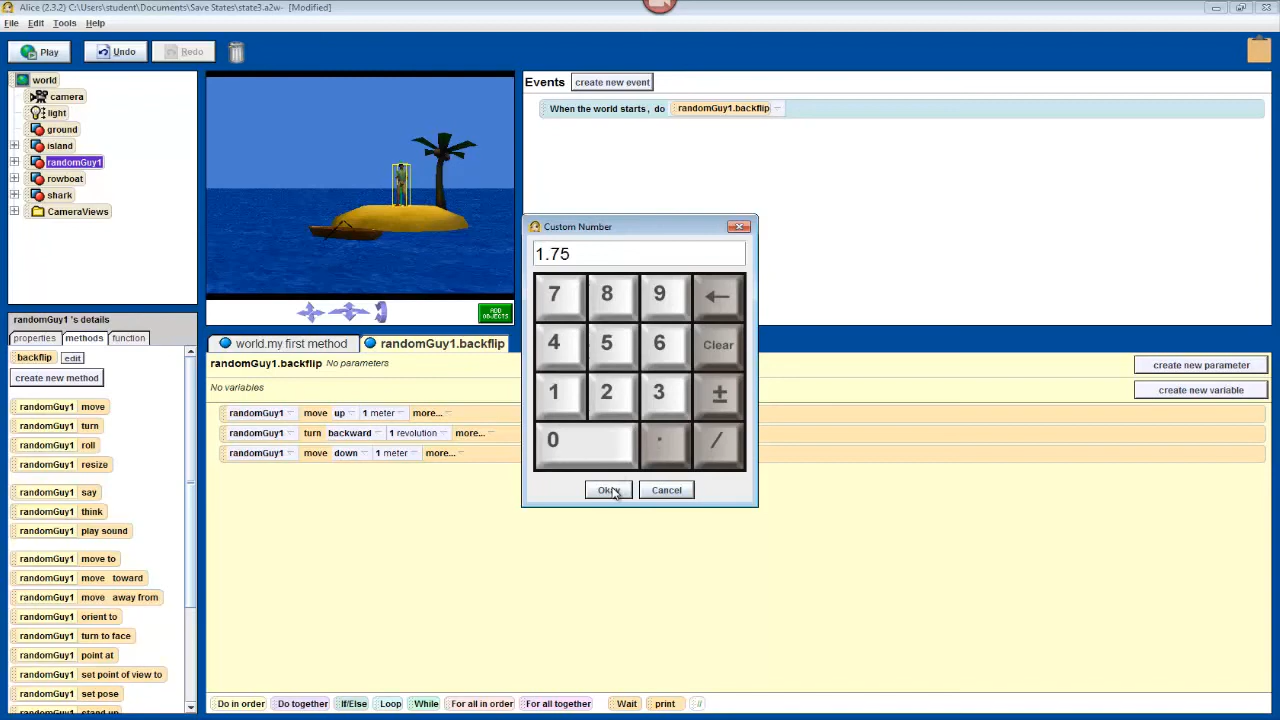 Alice (2.3.2) C:\Users\student\Documents\Save States\state3.a2w- [Modified]
File Edit Tools Help
Play Undo Redo
world
camera
light
ground
island
randomGuy1
rowboat
shark
CameraViews
ADD OBJECTS
Events create new event
When the world starts, do randomGuy1.backflip
Custom Number
1.75
7 8 9 ←
4 5 6 Clear
1 2 3 ±
0 . /
Okay Cancel
randomGuy1 's details
properties methods function
backflip edit
create new method
randomGuy1 move
randomGuy1 turn
randomGuy1 roll
randomGuy1 resize
randomGuy1 say
randomGuy1 think
randomGuy1 play sound
randomGuy1 move to
randomGuy1 move toward
randomGuy1 move away from
randomGuy1 orient to
randomGuy1 turn to face
randomGuy1 point at
randomGuy1 set point of view to
randomGuy1 set pose
randomGuy1 stand up
world.my first method randomGuy1.backflip
randomGuy1.backflip No parameters
create new parameter
No variables
create new variable
randomGuy1 move up 1 meter more...
randomGuy1 turn backward 1 revolution more...
randomGuy1 move down 1 meter more...
Do in order Do together If/Else Loop While For all in order For all together Wait print //